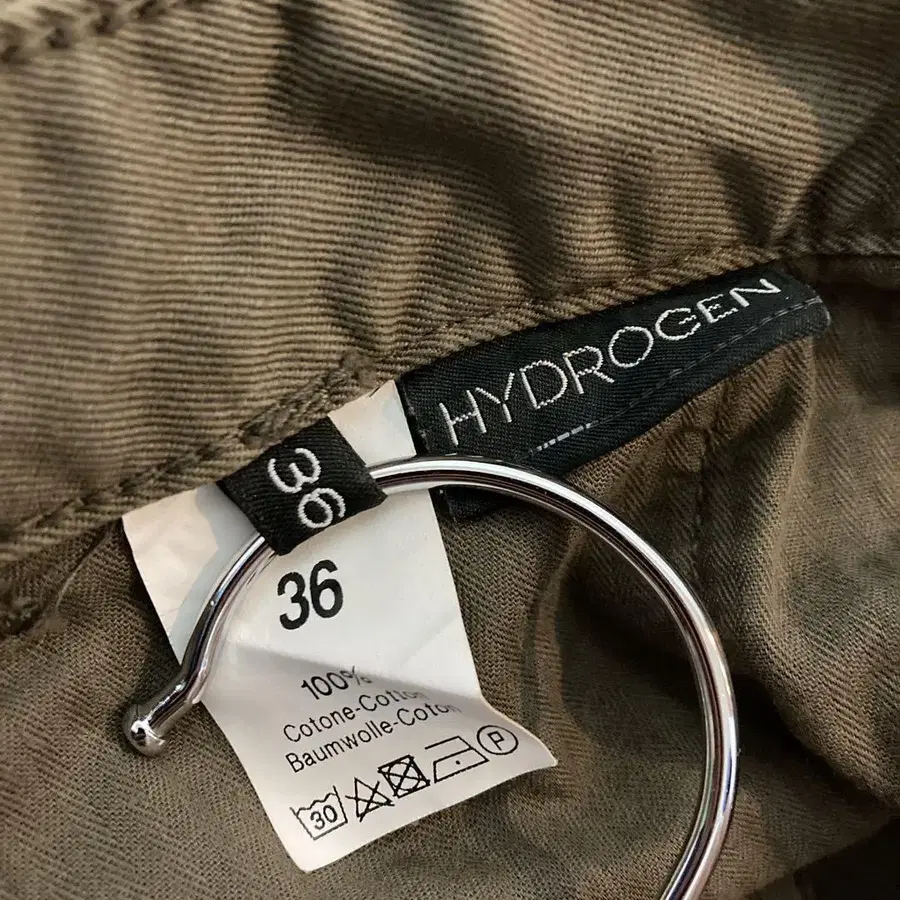 HYDROGEN
36
36
100%
Cotone-Cotton
Baumwolle-Coton
30
P